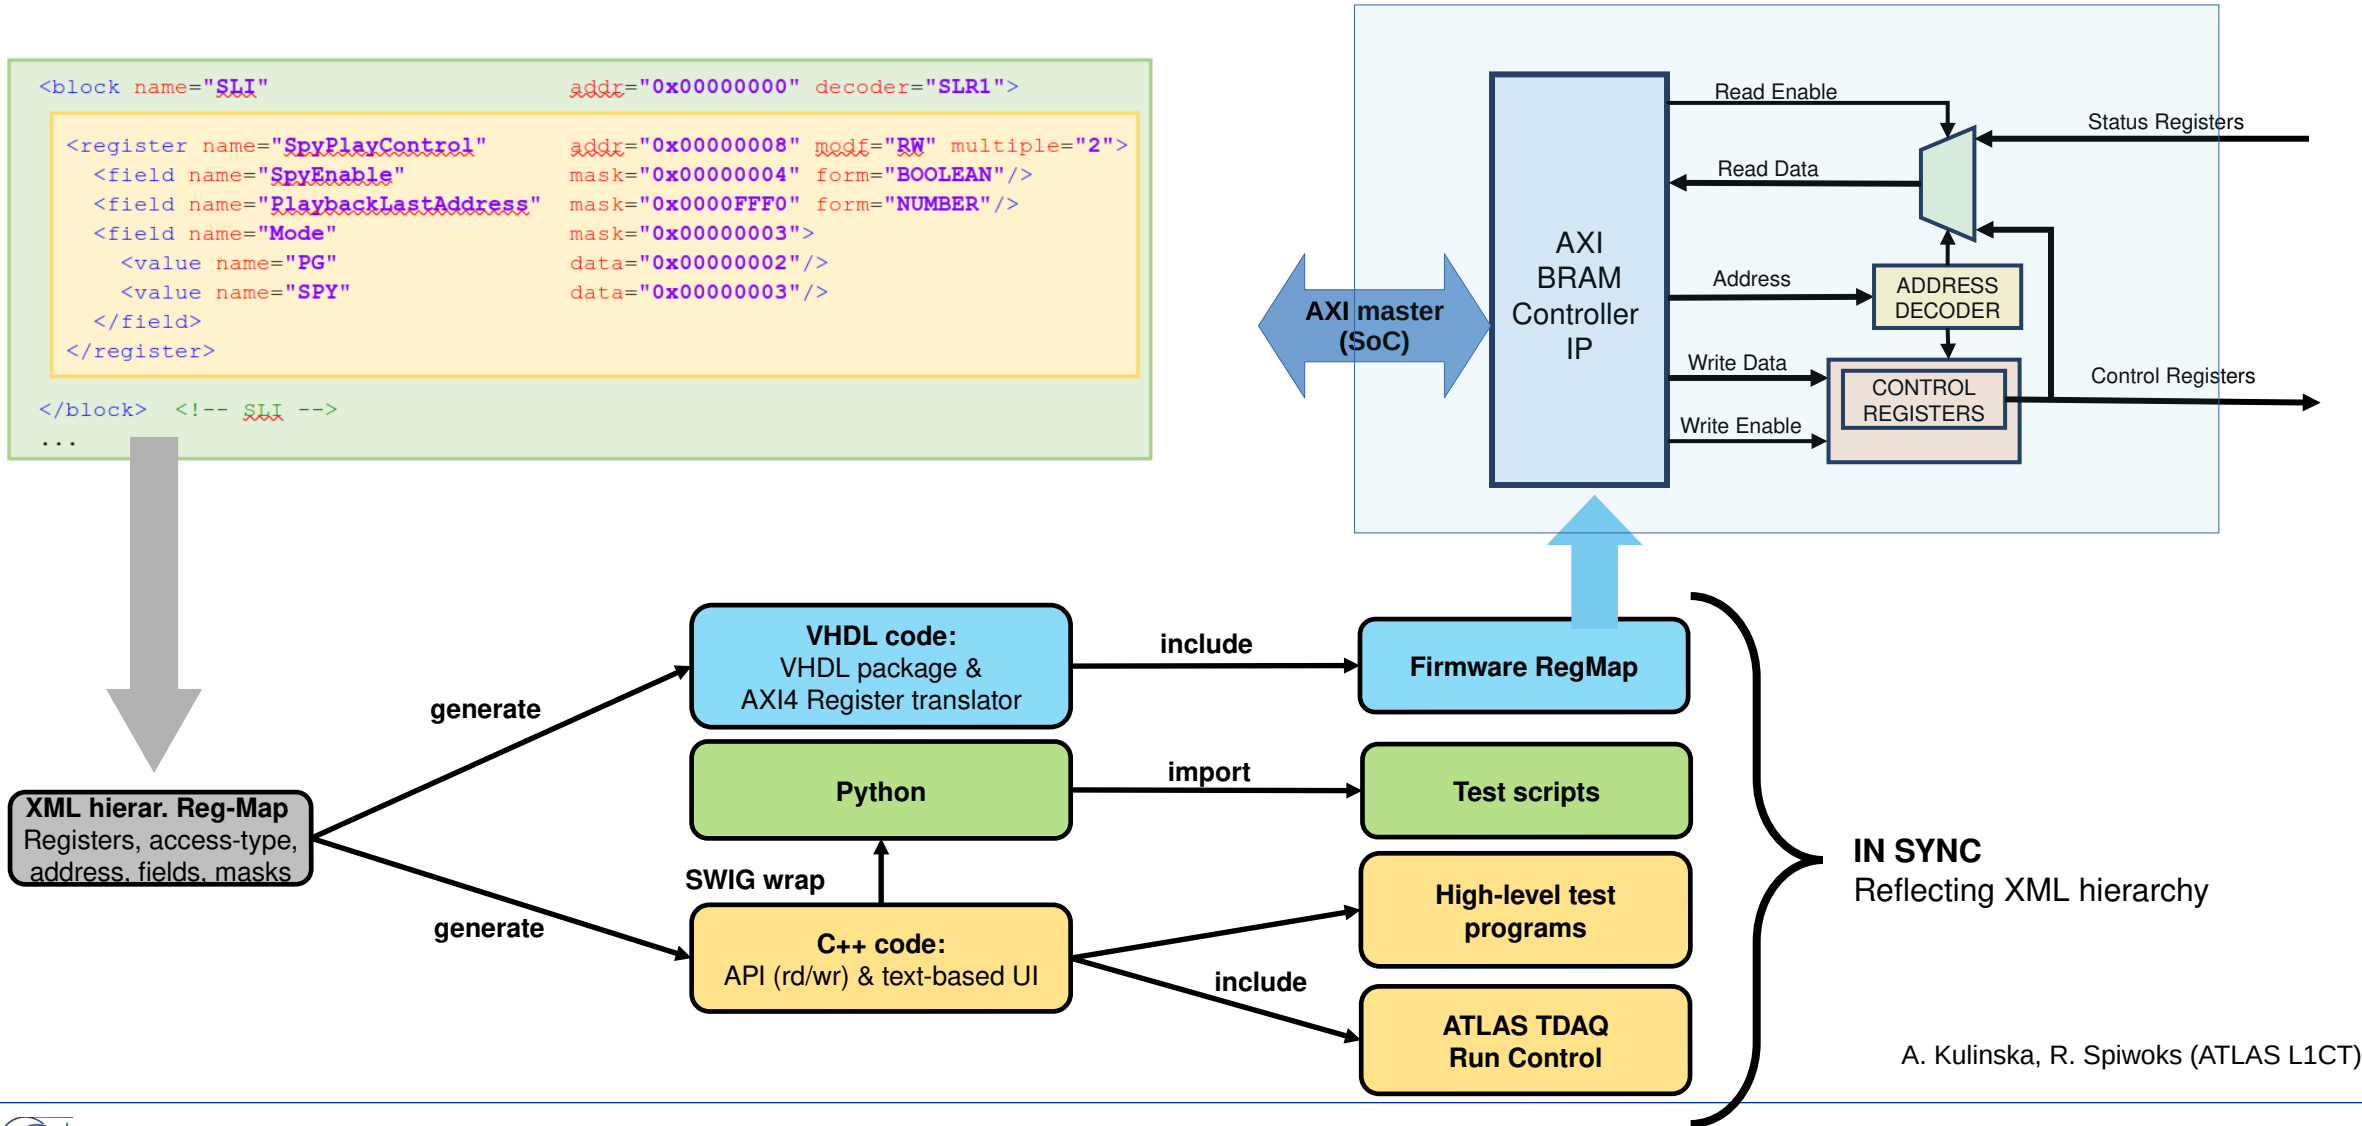 <block name="SLI" addr="0x00000000" decoder="SLR1">
<register name="SpyPlayControl" addr="0x00000008" modf="RW" multiple="2">
<field name="SpyEnable" mask="0x00000004" form="BOOLEAN"/>
<field name="PlaybackLastAddress" mask="0x0000FFF0" form="NUMBER"/>
<field name="Mode" mask="0x00000003">
<value name="PG" data="0x00000002"/>
<value name="SPY" data="0x00000003"/>
</field>
</register>
</block> <!-- SLI -->
...
AXI master
(SoC)
AXI
BRAM
Controller
IP
Read Enable
Status Registers
Read Data
Address
ADDRESS
DECODER
Write Data
CONTROL
REGISTERS
Control Registers
Write Enable
XML hierar. Reg-Map
Registers, access-type,
address, fields, masks
generate
generate
VHDL code:
VHDL package &
AXI4 Register translator
include
Firmware RegMap
Python
import
Test scripts
SWIG wrap
C++ code:
API (rd/wr) & text-based UI
include
High-level test
programs
ATLAS TDAQ
Run Control
IN SYNC
Reflecting XML hierarchy
A. Kulinska, R. Spiwoks (ATLAS L1CT)